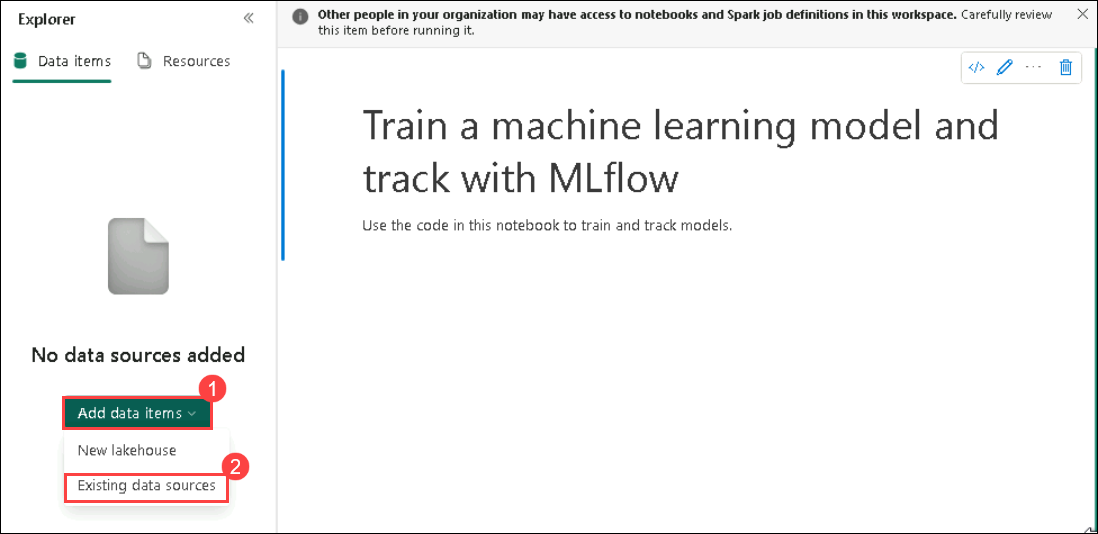 Explorer
Other people in your organization may have access to notebooks and Spark job definitions in this workspace. Carefully review
this item before running it.
Data items
Resources
Train a machine learning model and
track with MLflow
Use the code in this notebook to train and track models.
No data sources added
1
Add data items
New lakehouse
2
Existing data sources